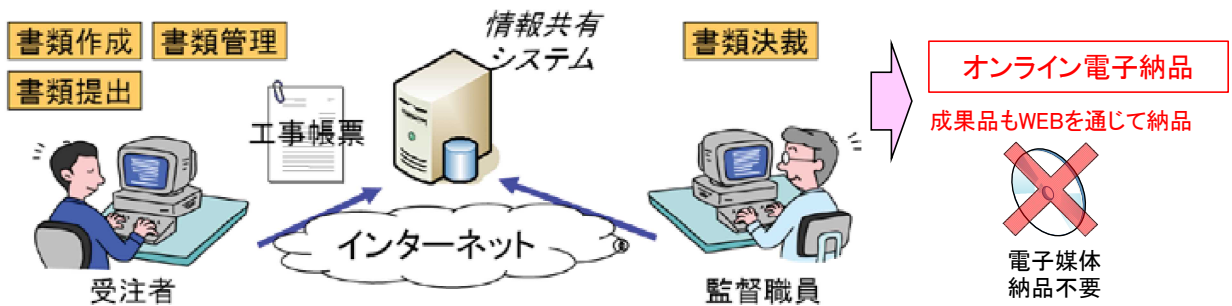 書類作成
書類管理
書類提出
工事帳票
情報共有
システム
書類決裁
インターネット
受注者
監督職員
オンライン電子納品
成果品もWEBを通じて納品
電子媒体
納品不要